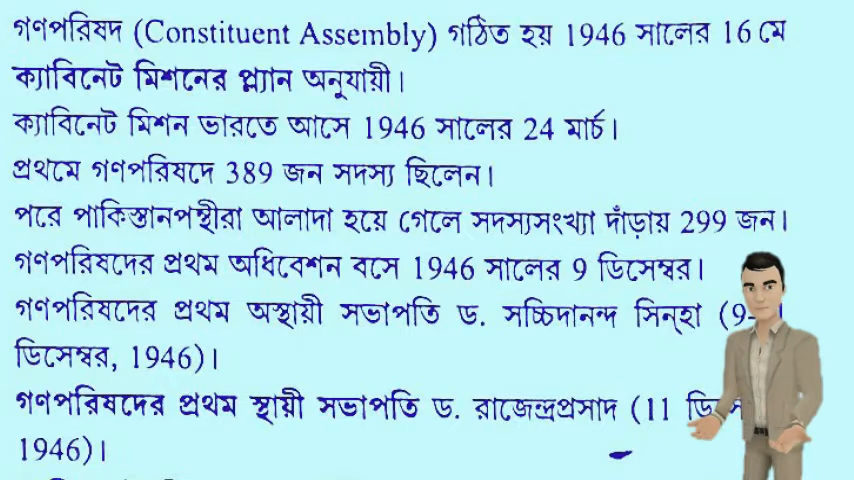 গণপরিষদ (Constituent Assembly) গঠিত হয় 1946 সালের 16 মে
ক্যাবিনেট মিশনের প্ল্যান অনুযায়ী।
ক্যাবিনেট মিশন ভারতে আসে 1946 সালের 24 মার্চ।
প্রথমে গণপরিষদে 389 জন সদস্য ছিলেন।
পরে পাকিস্তানপন্থীরা আলাদা হয়ে গেলে সদস্যসংখ্যা দাঁড়ায় 299 জন।
গণপরিষদের প্রথম অধিবেশন বসে 1946 সালের 9 ডিসেম্বর।
গণপরিষদের প্রথম অস্থায়ী সভাপতি ড. সচ্চিদানন্দ সিন্‌হা (9-
ডিসেম্বর, 1946)।
গণপরিষদের প্রথম স্থায়ী সভাপতি ড. রাজেন্দ্রপ্রসাদ (11
1946)।